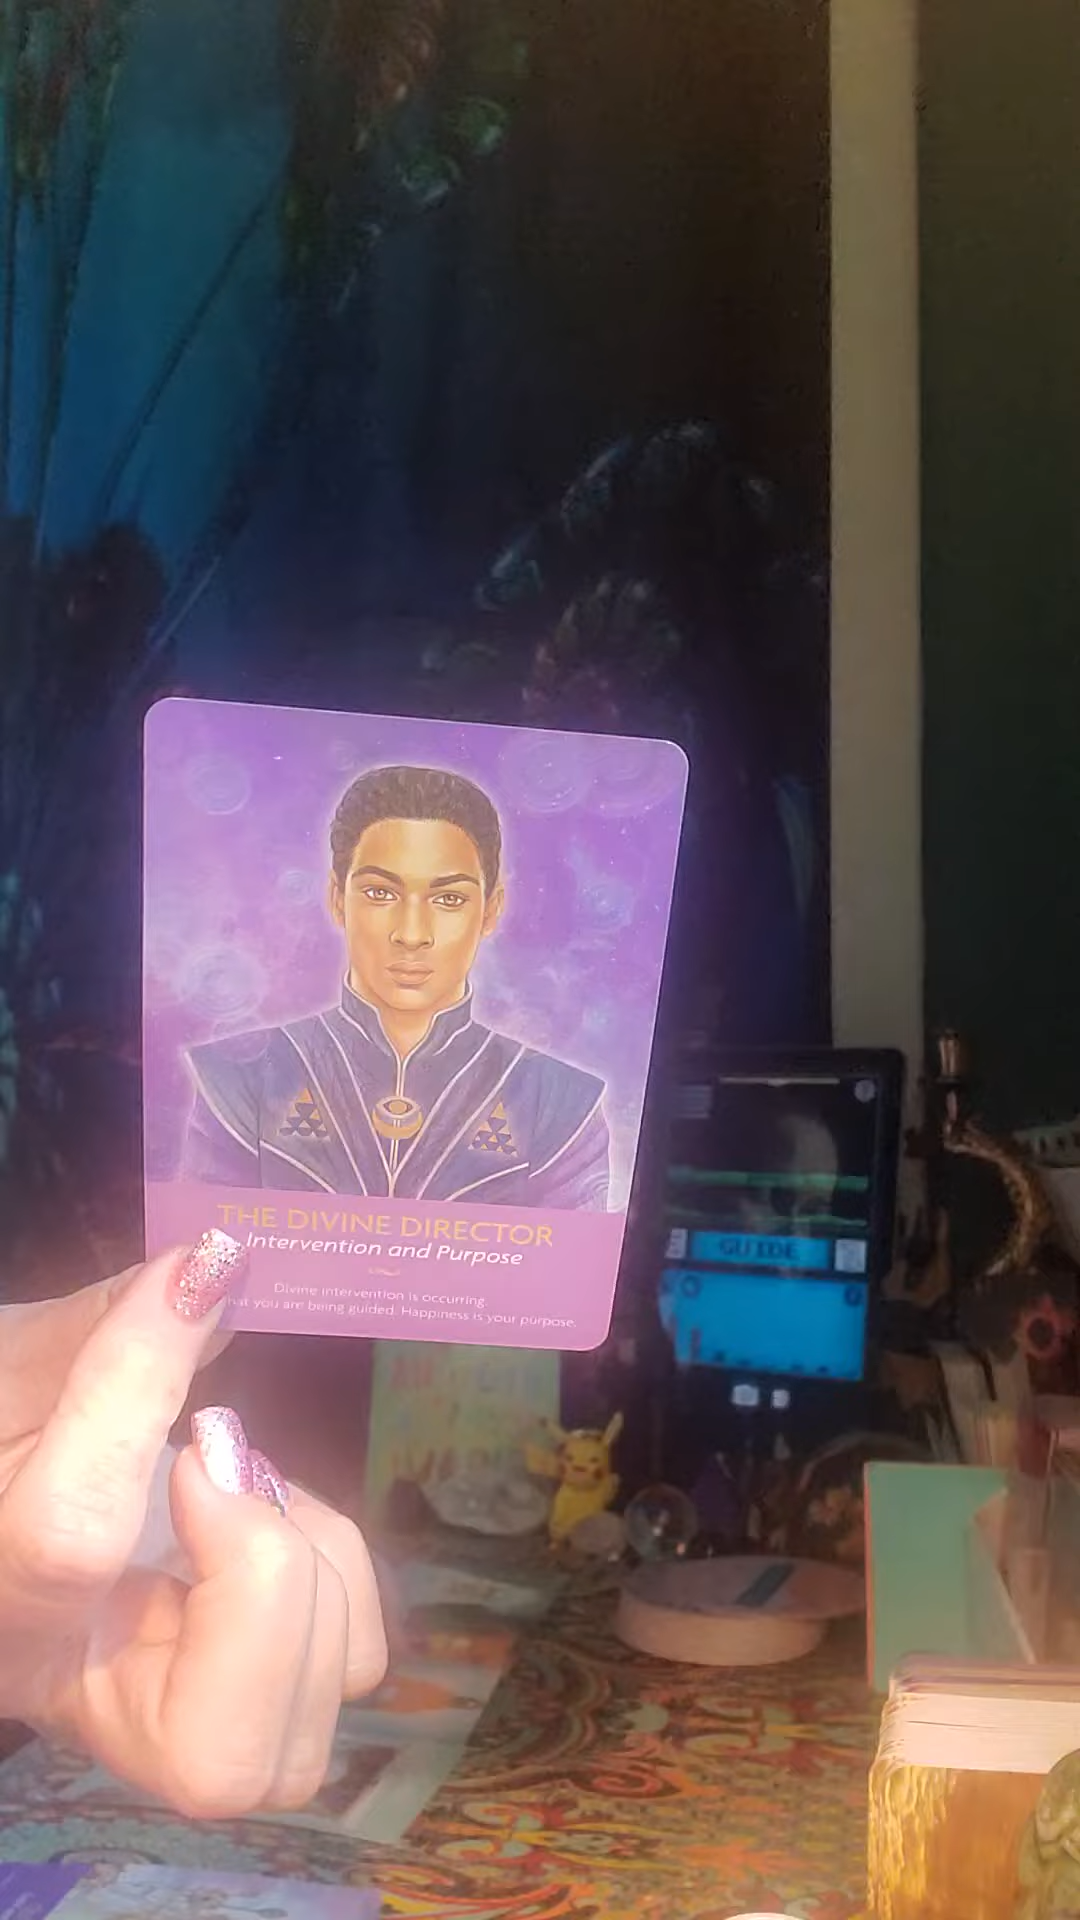 THE DIVINE DIRECTOR
Intervention and Purpose
Divine intervention is occurring.
you are being guided. Happiness is your purpose.
GUIDE